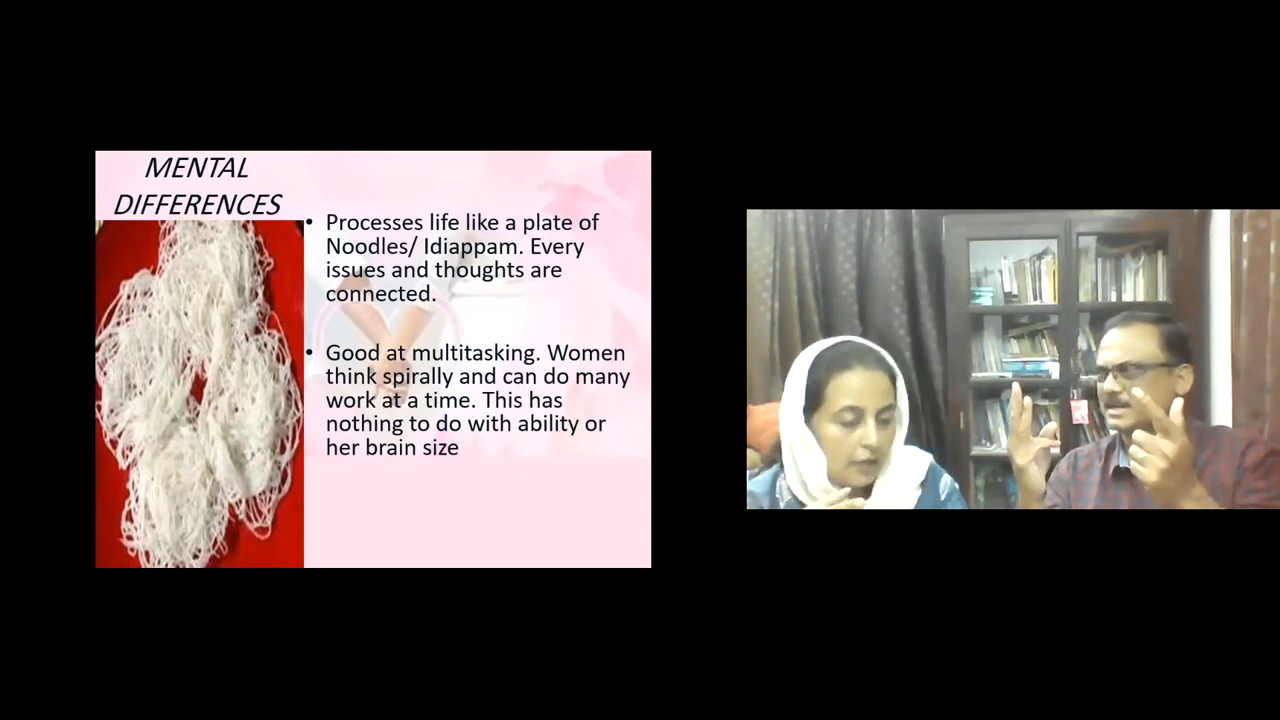 MENTAL
DIFFERENCES
• Processes life like a plate of
Noodles/ Idiappam. Every
issues and thoughts are
connected.
• Good at multitasking. Women
think spirally and can do many
work at a time. This has
nothing to do with ability or
her brain size